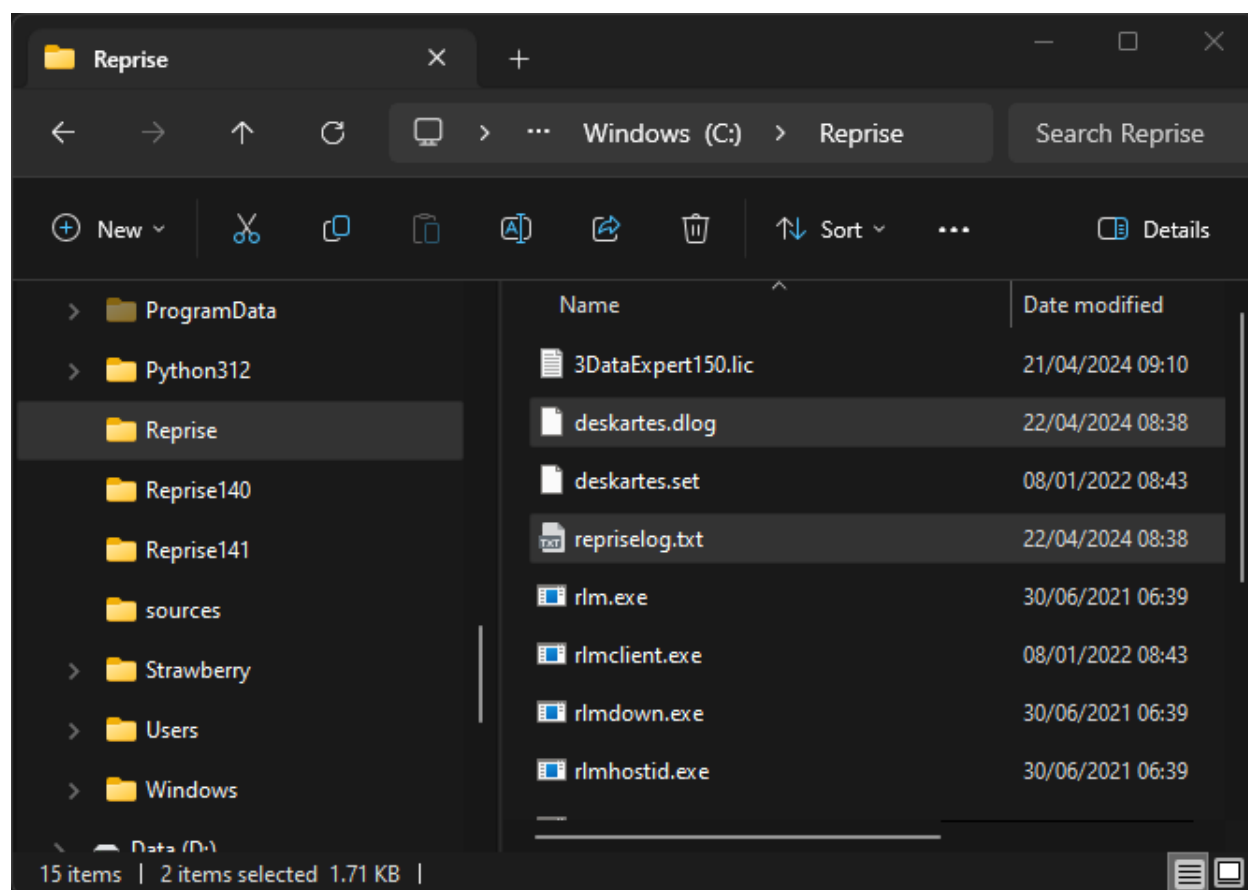 Reprise
Windows (C:) Reprise Search Reprise
New Sort Details
ProgramData
Python312
Reprise
Reprise140
Reprise141
sources
Strawberry
Users
Windows
Data (D:)
Name Date modified
3DataExpert150.lic 21/04/2024 09:10
deskartes.dlog 22/04/2024 08:38
deskartes.set 08/01/2022 08:43
TXT repriselog.txt 22/04/2024 08:38
rlm.exe 30/06/2021 06:39
rlmclient.exe 08/01/2022 08:43
rlmdown.exe 30/06/2021 06:39
rlmhostid.exe 30/06/2021 06:39
15 items | 2 items selected 1.71 KB |